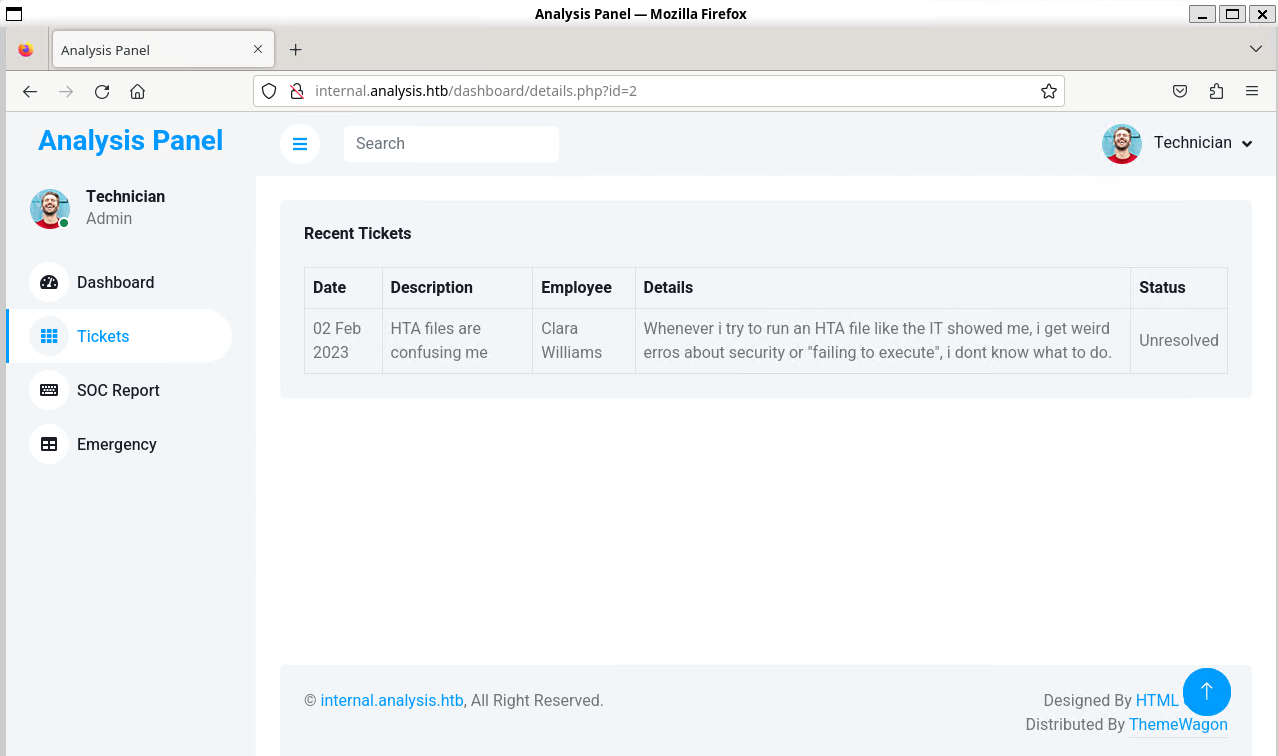 Analysis Panel — Mozilla Firefox
Analysis Panel
internal.analysis.htb/dashboard/details.php?id=2
Analysis Panel
Search
Technician
Technician
Admin
Dashboard
Tickets
SOC Report
Emergency
Recent Tickets
Date Description Employee Details Status
02 Feb HTA files are Clara Whenever i try to run an HTA file like the IT showed me, i get weird
2023 confusing me Williams erros about security or "failing to execute", i dont know what to do.
Unresolved
© internal.analysis.htb, All Right Reserved.
Designed By HTML
Distributed By ThemeWagon